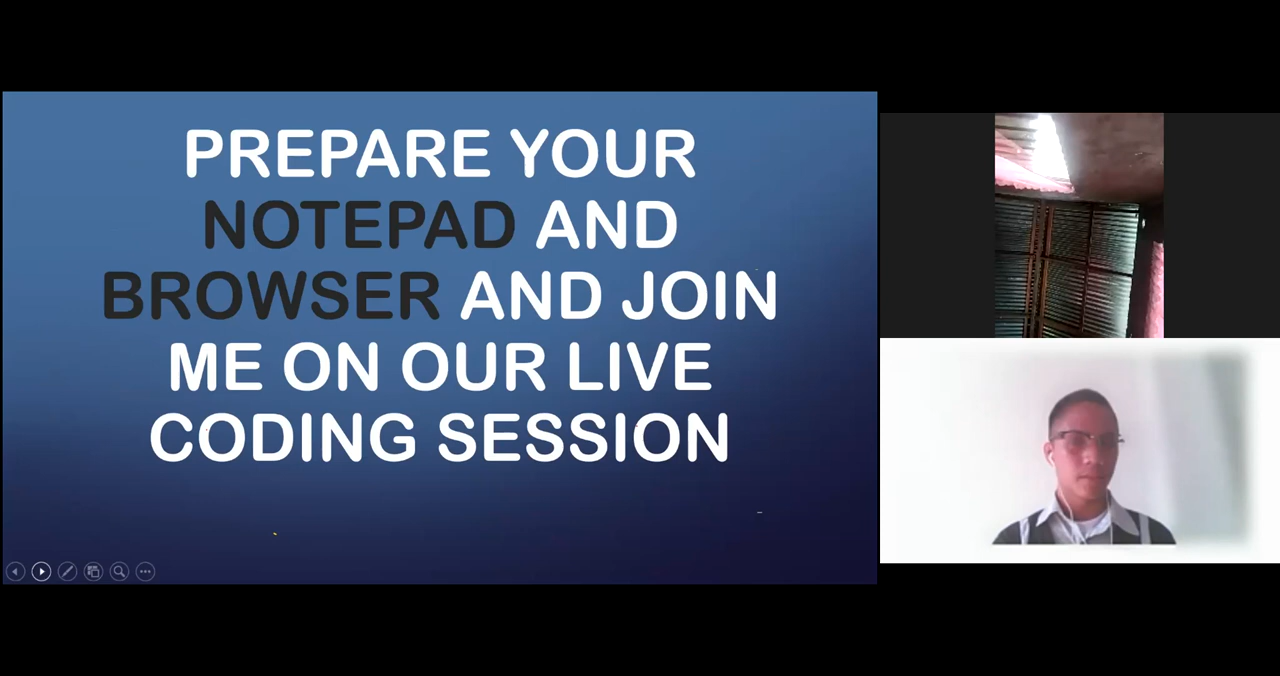 PREPARE YOUR
NOTEPAD AND
BROWSER AND JOIN
ME ON OUR LIVE
CODING SESSION